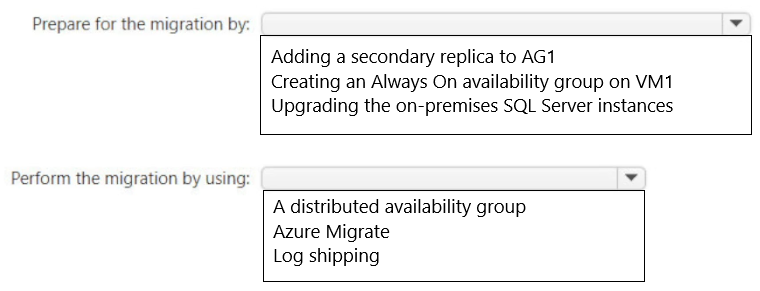 Prepare for the migration by:
Adding a secondary replica to AG1
Creating an Always On availability group on VM1
Upgrading the on-premises SQL Server instances
Perform the migration by using:
A distributed availability group
Azure Migrate
Log shipping